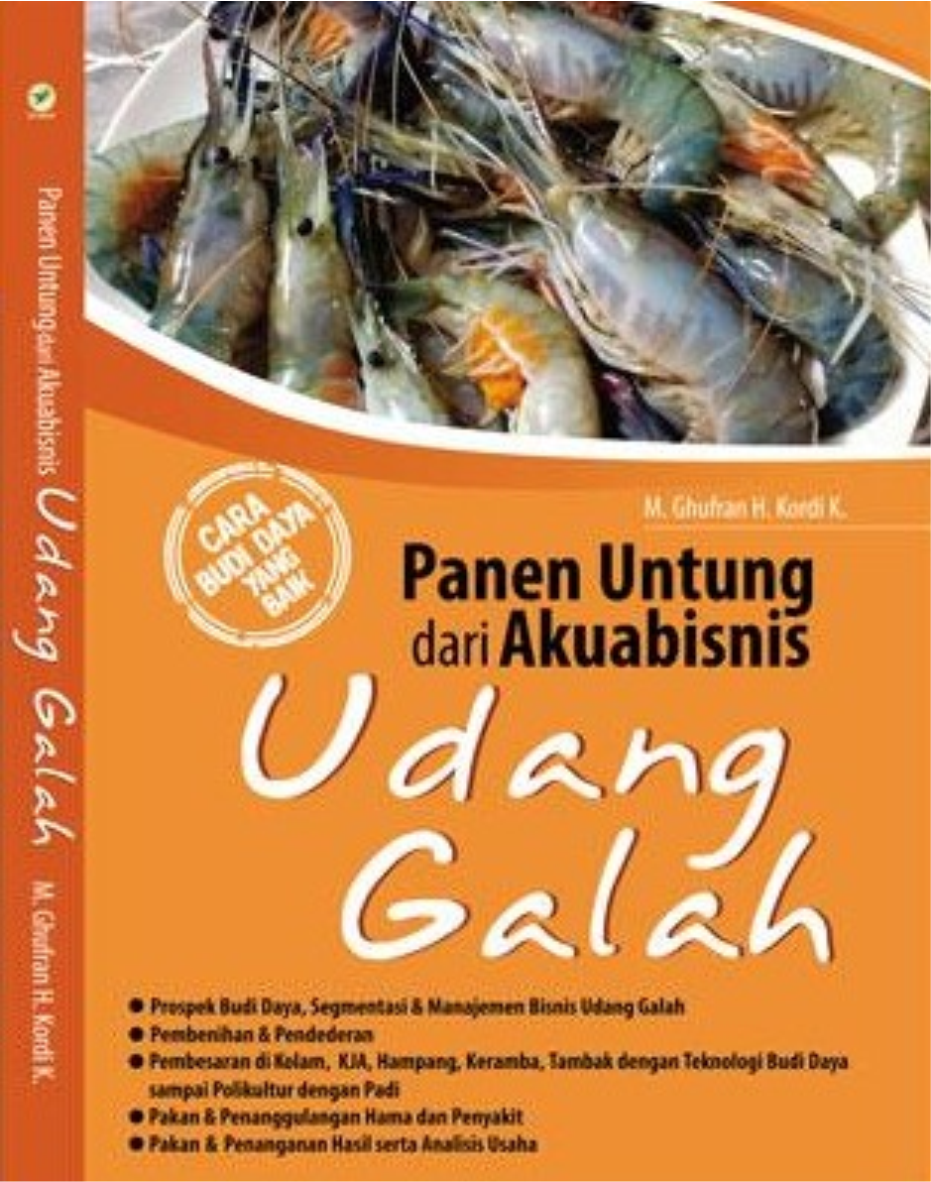 Panen Untung dari Akuabisnis Udang Galah M. Ghufran H. Kordi K.
CARA
BUDI DAYA
YANG
BAIK
M. Ghufran H. Kordi K.
Panen Untung
dari Akuabisnis
Udang
Galah
● Prospek Budi Daya, Segmentasi & Manajemen Bisnis Udang Galah
● Pembenihan & Pendederan
● Pembesaran di Kolam, KJA, Hampang, Keramba, Tambak dengan Teknologi Budi Daya
sampai Polikultur dengan Padi
● Pakan & Penanggulangan Hama dan Penyakit
● Pakan & Penanganan Hasil serta Analisis Usaha